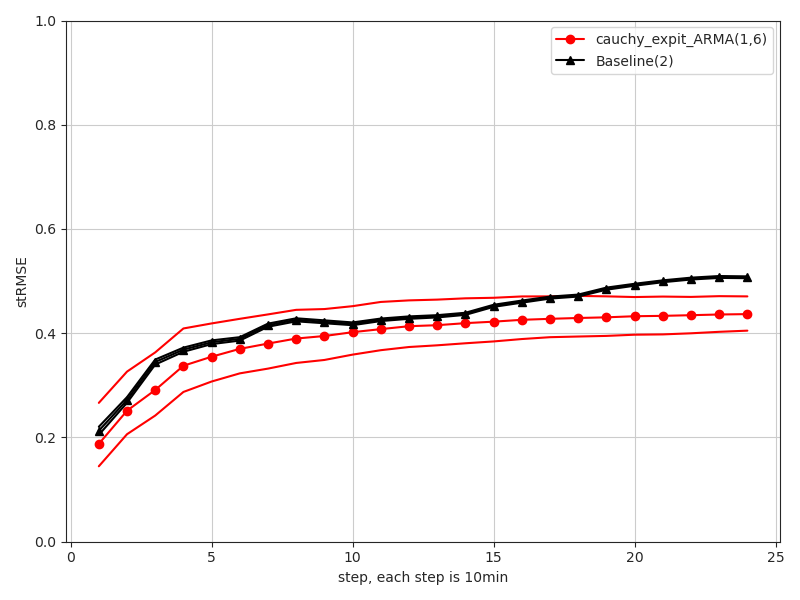 cauchy_expit_ARMA(1,6)
Baseline(2)
1.0
0.8
0.6
0.4
0.2
0.0
stRMSE
0 5 10 15 20 25
step, each step is 10min